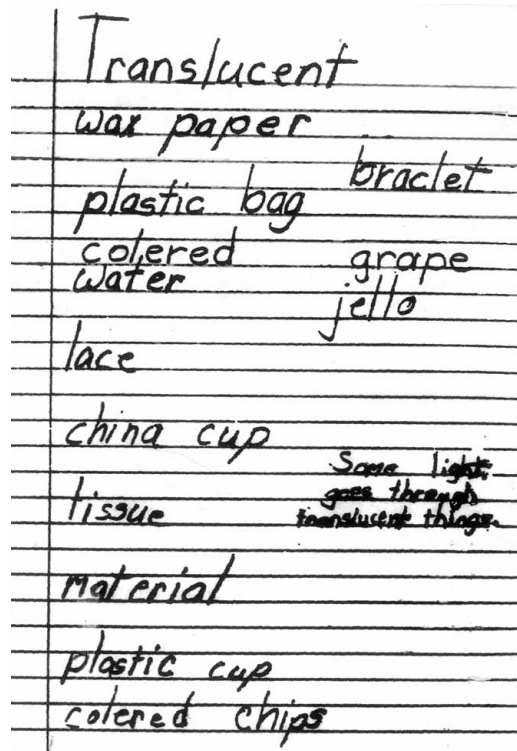 Translucent
wax paper
braclet
plastic bag
colered
water
grape
jello
lace
china cup
Some light
goes through
translucent things.
tissue
material
plastic cup
colered chips